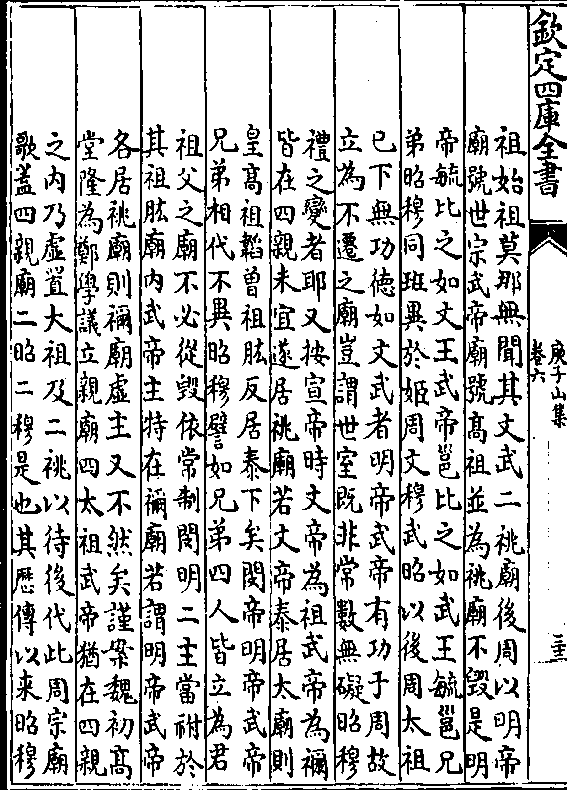 欽定四庫全書
庾子山集
卷六
祖始祖莫那無聞其文武二祧廟後周以明帝
廟號世宗武帝廟號高祖並為祧廟不毀是明
帝毓比之如文王武帝邕比之如武王毓邕兄
弟昭穆同班異於姬周文穆武昭以後周太祖
已下無功德如文武者明帝武帝有功于周故
立為不遷之廟豈謂世室既非常數無礙昭穆
禮之變者耶又按宣帝時文帝為祖武帝為禰
皆在四親未宜遂居祧廟若文帝泰居太廟則
皇高祖韜曾祖肱反居泰下矣閔帝明帝武帝
兄弟相代不異昭穆譬如兄弟四人皆立為君
祖父之廟不必從毀依常制閔明二主當祔於
其祖肱廟内武帝主特在禰廟若謂明帝武帝
各居祧廟則禰廟虛主又不然矣謹案魏初高
堂隆為鄭學議立親廟四太祖武帝猶在四親
之内乃虛置太祖及二祧以待後代此周宗廟
歌蓋四親廟二昭二穆是也其歴傳以来昭穆